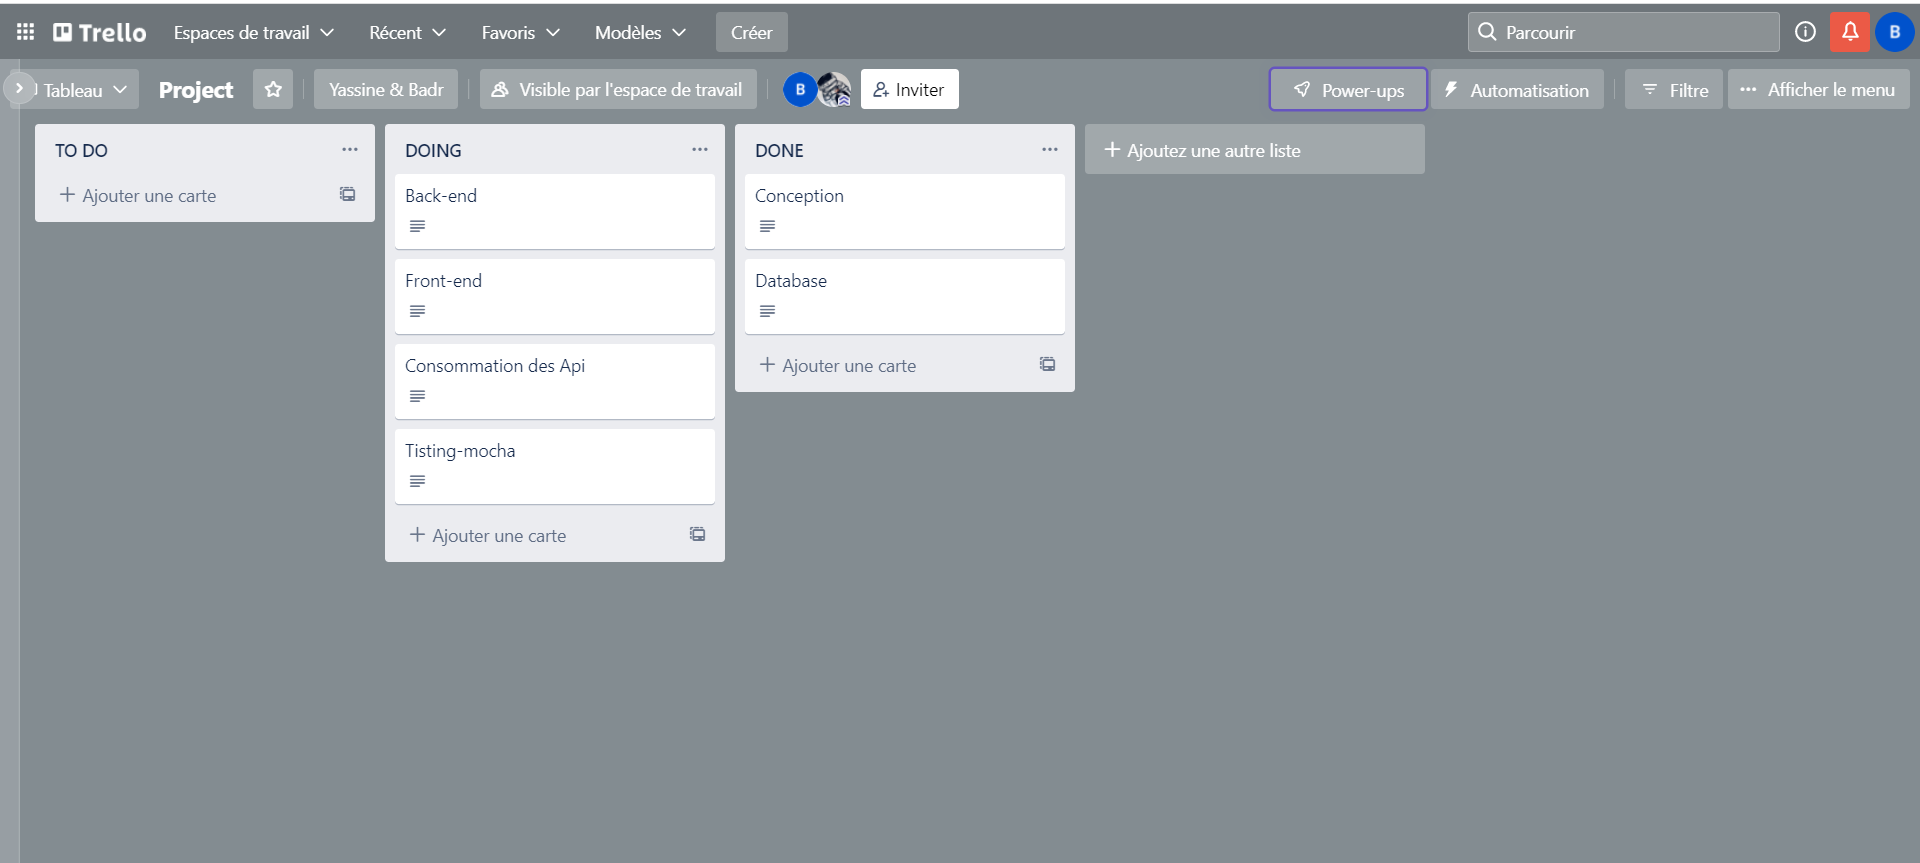 Trello Espaces de travail Récent Favoris Modèles Créer Parcourir B
Tableau Project Yassine & Badr Visible par l'espace de travail B Inviter Power-ups Automatisation Filtre Afficher le menu
TO DO
Ajouter une carte
DOING
Back-end
Front-end
Consommation des Api
Tisting-mocha
Ajouter une carte
DONE
Conception
Database
Ajouter une carte
Ajoutez une autre liste